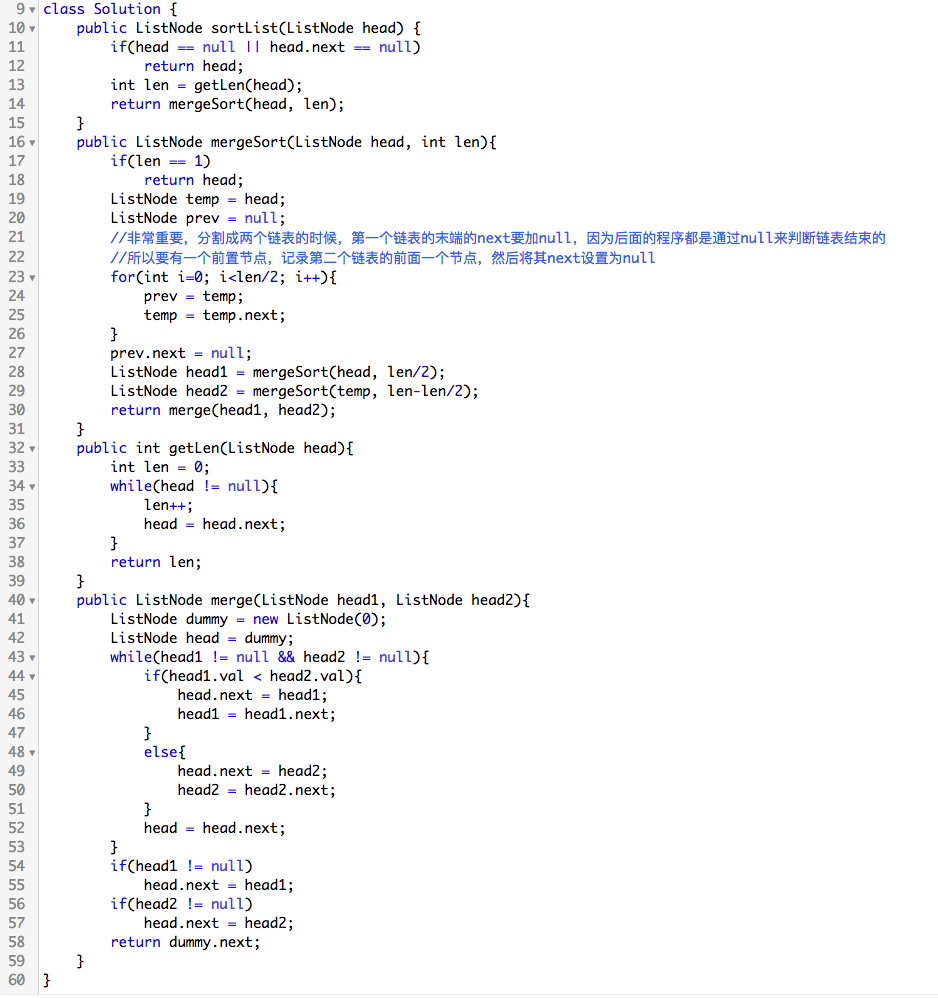 9 class Solution {
10     public ListNode sortList(ListNode head) {
11         if(head == null || head.next == null)
12             return head;
13         int len = getLen(head);
14         return mergeSort(head, len);
15     }
16     public ListNode mergeSort(ListNode head, int len){
17         if(len == 1)
18             return head;
19         ListNode temp = head;
20         ListNode prev = null;
21         //非常重要，分割成两个链表的时候，第一个链表的末端的next要加null，因为后面的程序都是通过null来判断链表结束的
22         //所以要有一个前置节点，记录第二个链表的前面一个节点，然后将其next设置为null
23         for(int i=0; i<len/2; i++){
24             prev = temp;
25             temp = temp.next;
26         }
27         prev.next = null;
28         ListNode head1 = mergeSort(head, len/2);
29         ListNode head2 = mergeSort(temp, len-len/2);
30         return merge(head1, head2);
31     }
32     public int getLen(ListNode head){
33         int len = 0;
34         while(head != null){
35             len++;
36             head = head.next;
37         }
38         return len;
39     }
40     public ListNode merge(ListNode head1, ListNode head2){
41         ListNode dummy = new ListNode(0);
42         ListNode head = dummy;
43         while(head1 != null && head2 != null){
44             if(head1.val < head2.val){
45                 head.next = head1;
46                 head1 = head1.next;
47             }
48             else{
49                 head.next = head2;
50                 head2 = head2.next;
51             }
52             head = head.next;
53         }
54         if(head1 != null)
55             head.next = head1;
56         if(head2 != null)
57             head.next = head2;
58         return dummy.next;
59     }
60 }